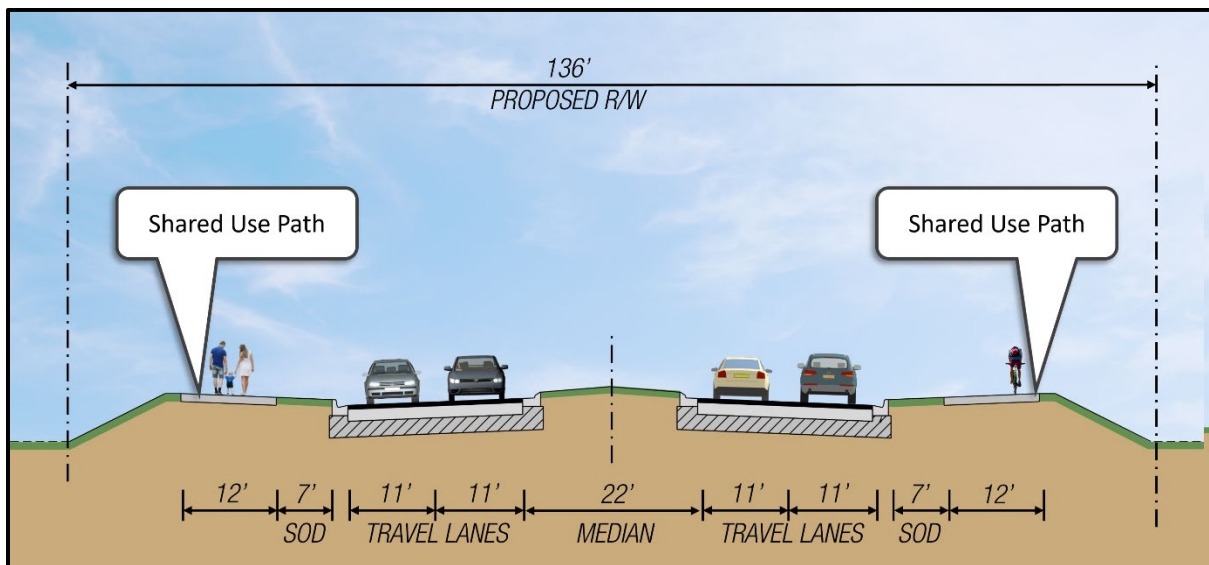 136’
PROPOSED R/W
Shared Use Path
Shared Use Path
12’ 7’ 11’ 11’ 22’ 11’ 11’ 7’ 12’
SOD TRAVEL LANES MEDIAN TRAVEL LANES SOD